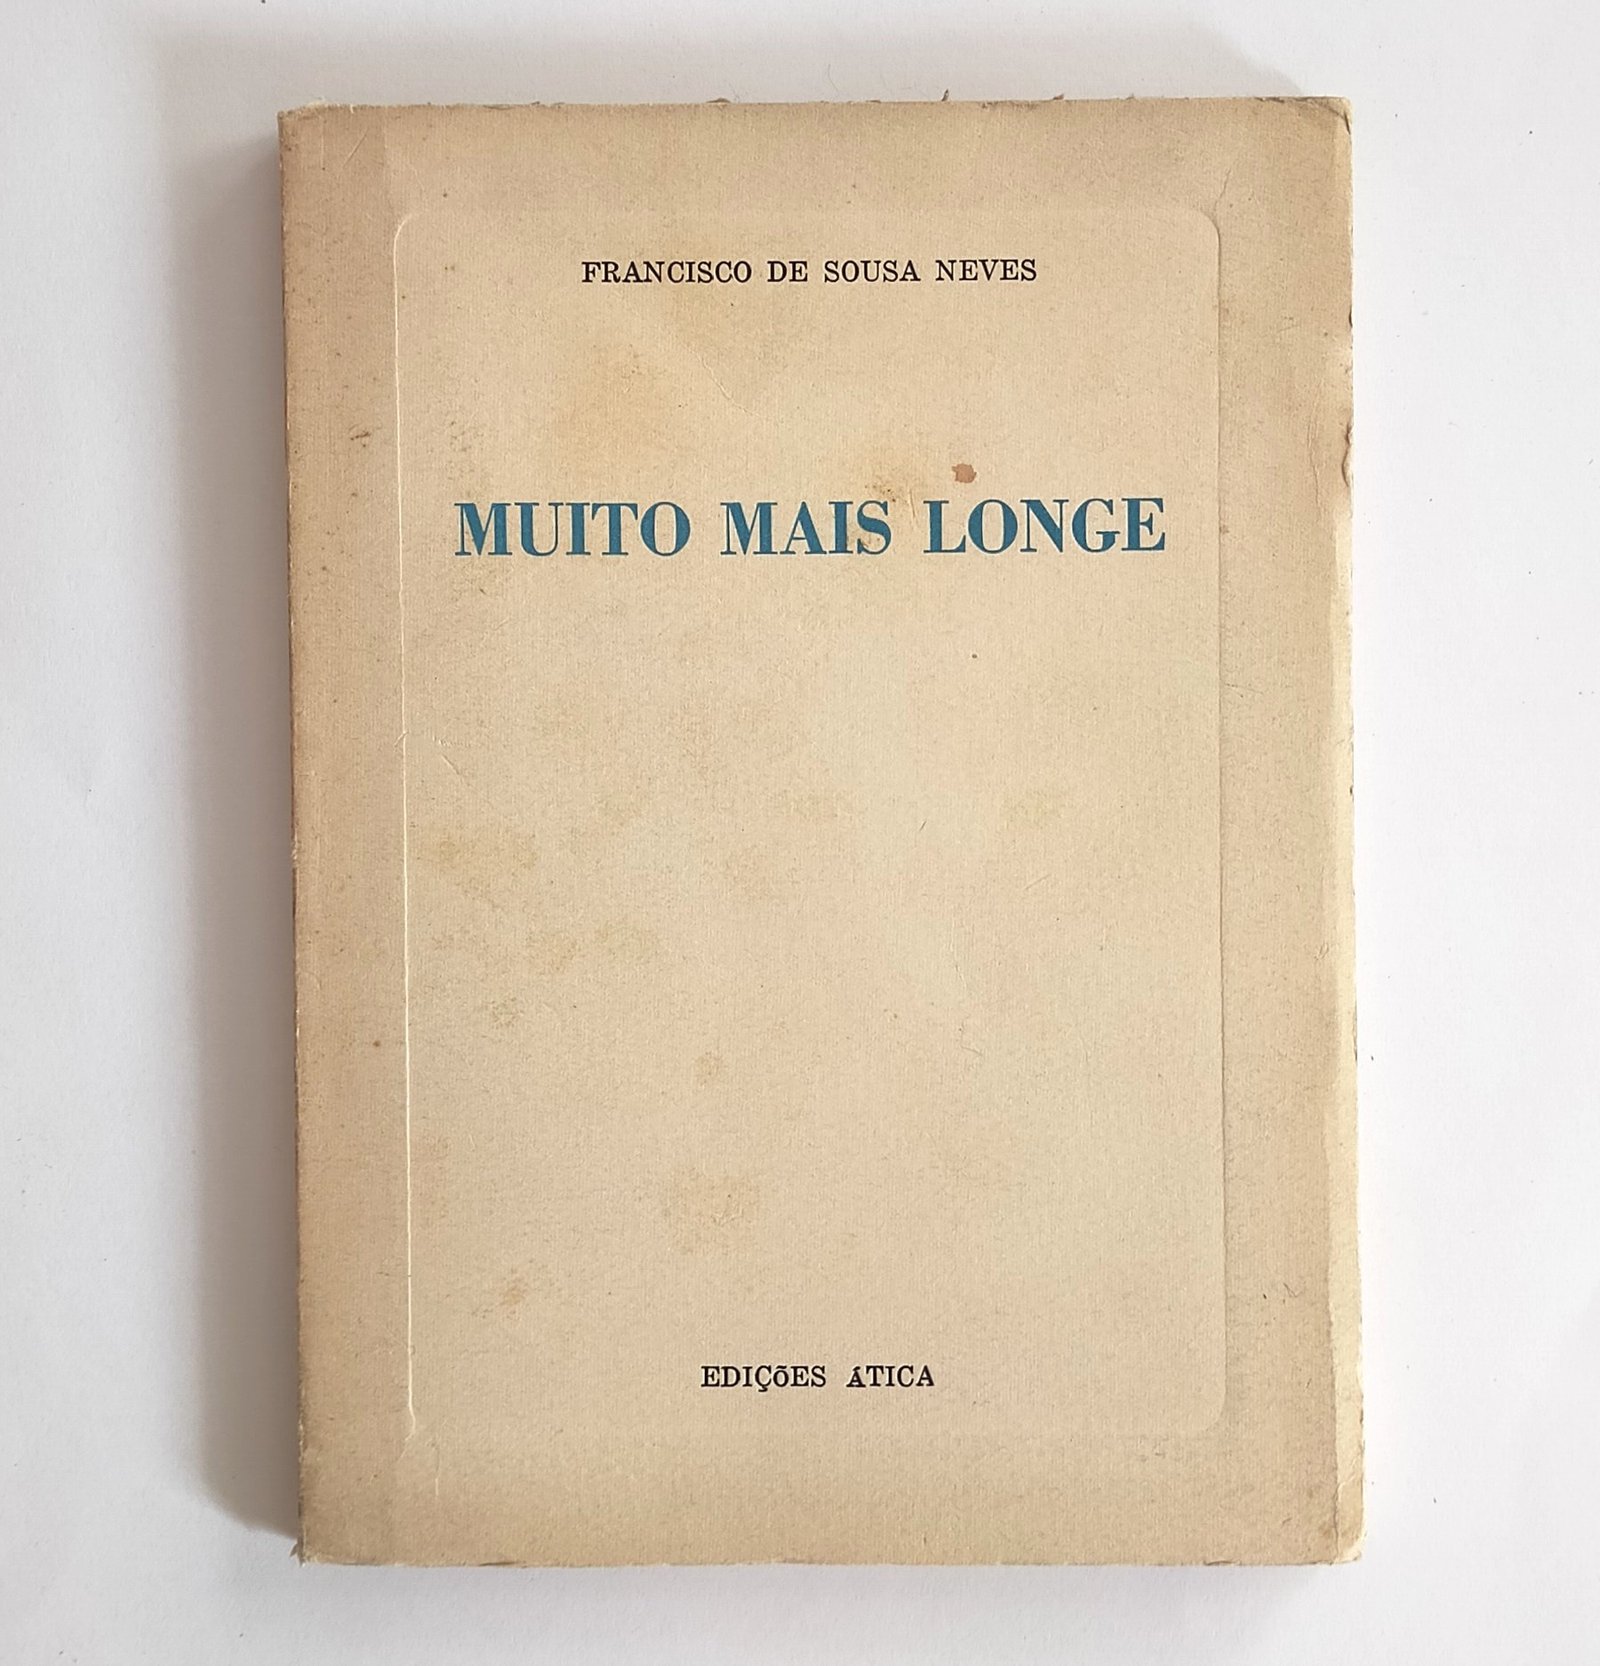 FRANCISCO DE SOUSA NEVES
MUITO MAIS LONGE
EDIÇõES ÁTICA